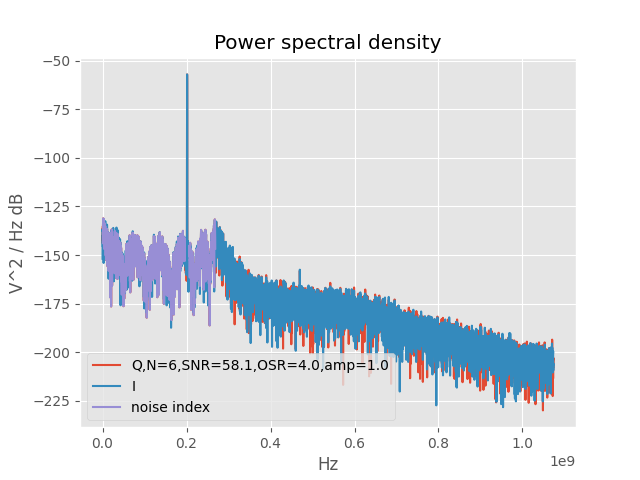 Power spectral density
V^2 / Hz dB
−50
−75
−100
−125
−150
−175
−200
−225
Q,N=6,SNR=58.1,OSR=4.0,amp=1.0
I
noise index
0.0 0.2 0.4 0.6 0.8 1.0
1e9
Hz